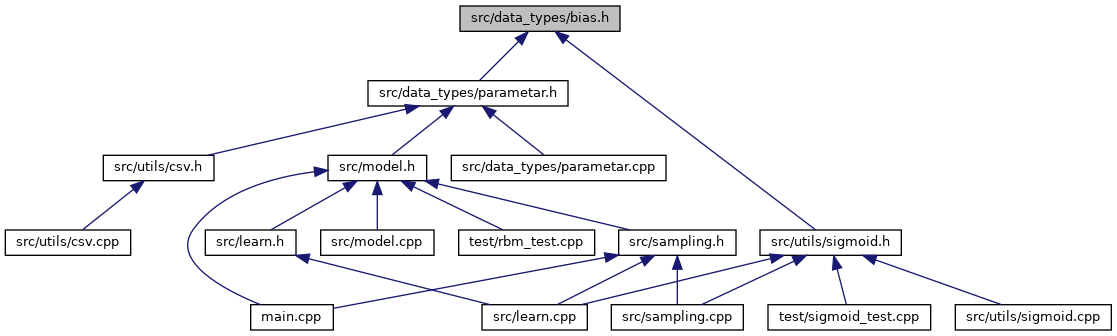 src/data_types/bias.h
src/data_types/parametar.h
src/utils/csv.h
src/model.h
src/data_types/parametar.cpp
src/utils/csv.cpp
src/learn.h
src/model.cpp
test/rbm_test.cpp
src/sampling.h
src/utils/sigmoid.h
main.cpp
src/learn.cpp
src/sampling.cpp
test/sigmoid_test.cpp
src/utils/sigmoid.cpp